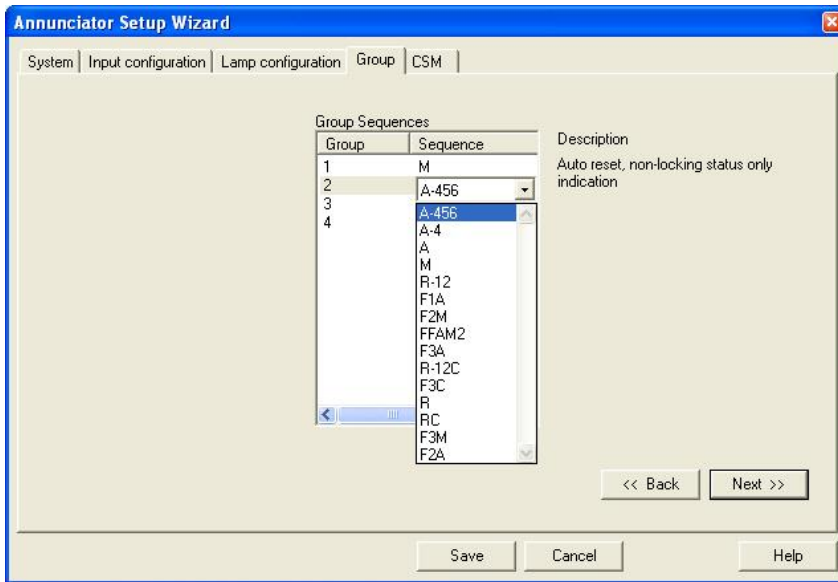 Annunciator Setup Wizard
System
Input configuration
Lamp configuration
Group
CSM
Group Sequences
Group
Sequence
1
M
2
A-456
3
4
A-456
A-4
A
M
R-12
F1A
F2M
FFAM2
F3A
R-12C
F3C
R
RC
F3M
F2A
Description
Auto reset, non-locking status only
indication
<< Back
Next >>
Save
Cancel
Help